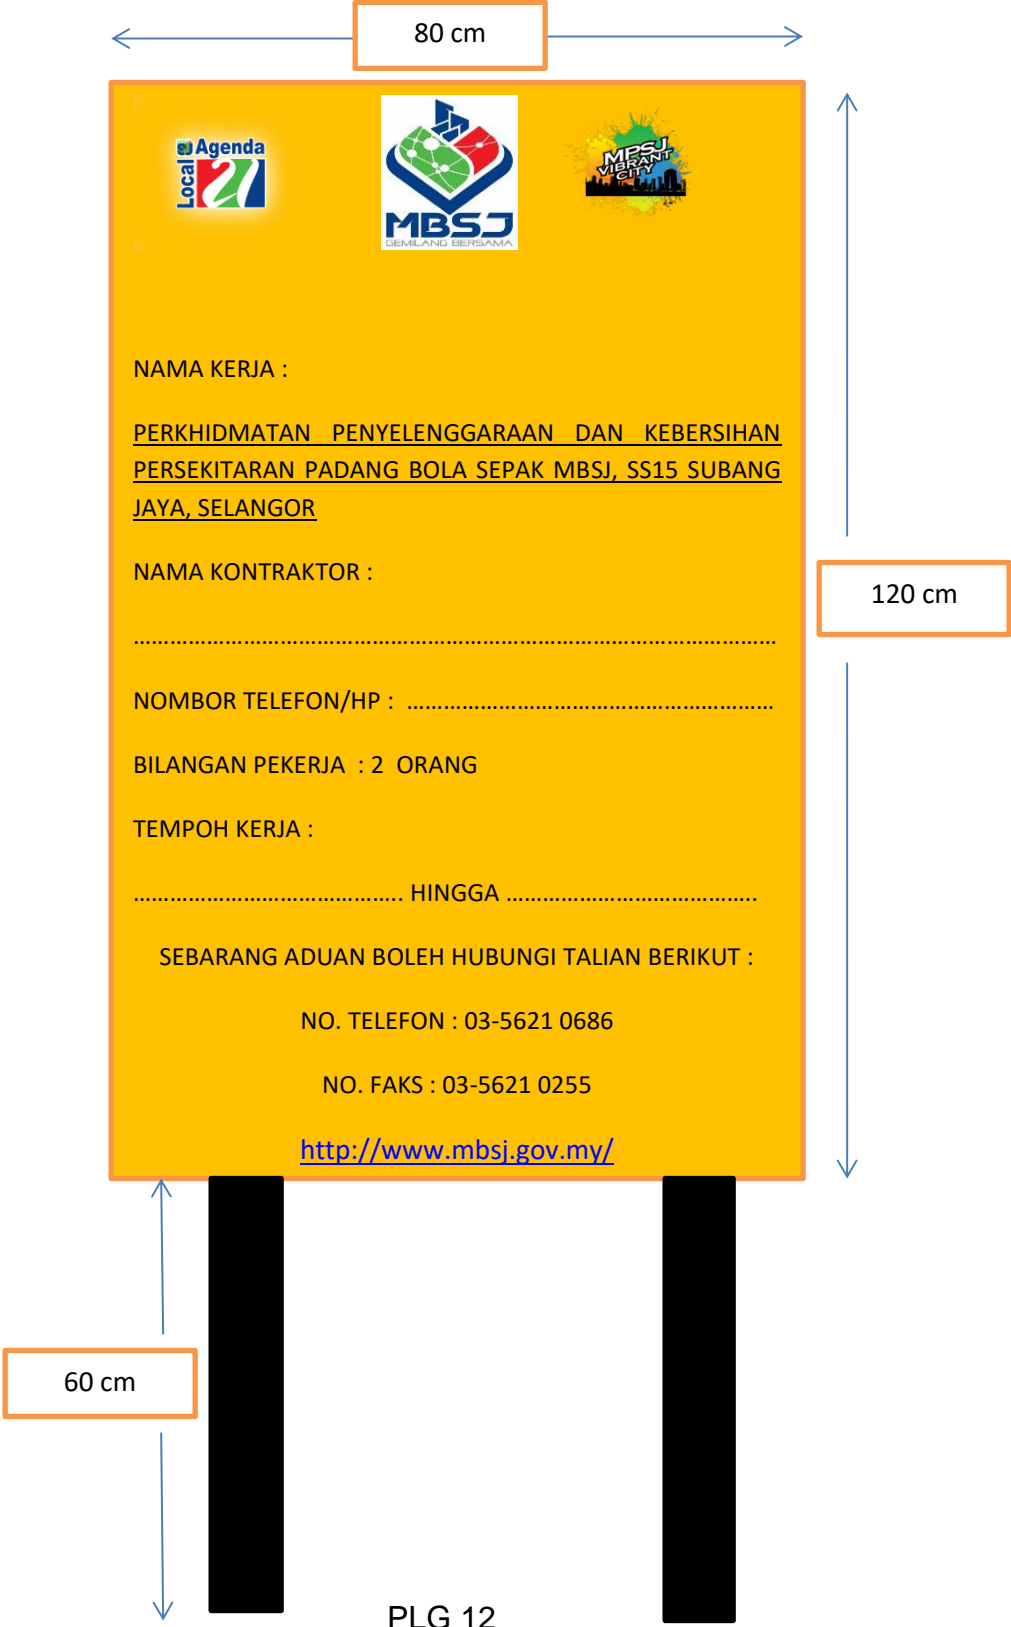 80 cm
Local Agenda 21
MBSJ
GEMILANG BERSAMA
MPSJ
VIBRANT
CITY
NAMA KERJA :
PERKHIDMATAN PENYELENGGARAAN DAN KEBERSIHAN
PERSEKITARAN PADANG BOLA SEPAK MBSJ, SS15 SUBANG
JAYA, SELANGOR
NAMA KONTRAKTOR :
……………………………………………………………………………………………
120 cm
NOMBOR TELEFON/HP : ……………………………………………………
BILANGAN PEKERJA : 2 ORANG
TEMPOH KERJA :
…………………………………….. HINGGA …………………………………..
SEBARANG ADUAN BOLEH HUBUNGI TALIAN BERIKUT :
NO. TELEFON : 03-5621 0686
NO. FAKS : 03-5621 0255
http://www.mbsj.gov.my/
60 cm
PLG 12